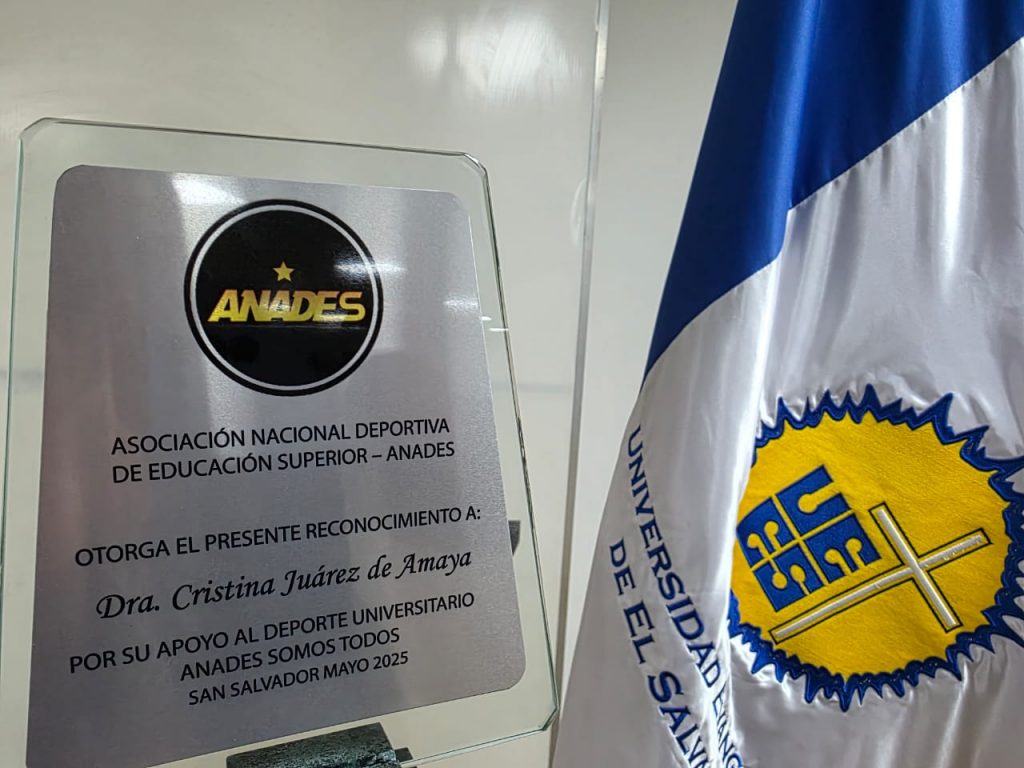 ANADES
ASOCIACIÓN NACIONAL DEPORTIVA
DE EDUCACIÓN SUPERIOR – ANADES
OTORGA EL PRESENTE RECONOCIMIENTO A:
Dra. Cristina Juárez de Amaya
POR SU APOYO AL DEPORTE UNIVERSITARIO
ANADES SOMOS TODOS
SAN SALVADOR MAYO 2025
UNIVERSIDAD
DE EL
UEES